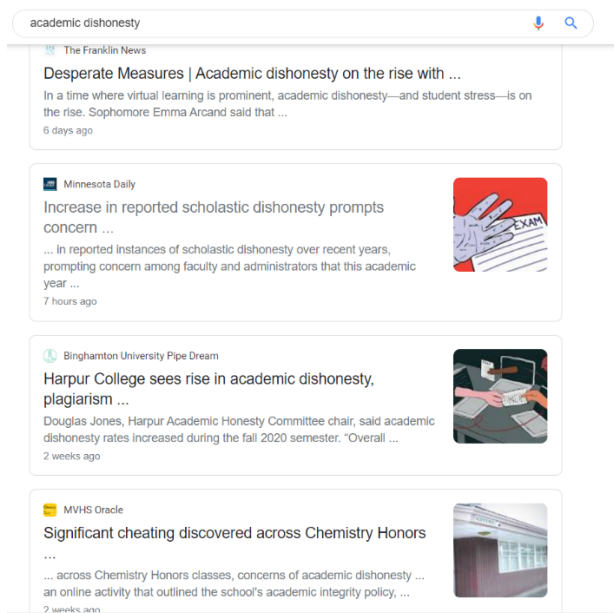 academic dishonesty
The Franklin News
Desperate Measures | Academic dishonesty on the rise with ...
In a time where virtual learning is prominent, academic dishonesty—and student stress—is on
the rise. Sophomore Emma Arcand said that ...
6 days ago
Minnesota Daily
Increase in reported scholastic dishonesty prompts
concern ...
... in reported instances of scholastic dishonesty over recent years,
prompting concern among faculty and administrators that this academic
year ...
7 hours ago
EXAM
Binghamton University Pipe Dream
Harpur College sees rise in academic dishonesty,
plagiarism ...
Douglas Jones, Harpur Academic Honesty Committee chair, said academic
dishonesty rates increased during the fall 2020 semester. “Overall ...
2 weeks ago
MVHS Oracle
Significant cheating discovered across Chemistry Honors
...
... across Chemistry Honors classes, concerns of academic dishonesty ...
an online activity that outlined the school's academic integrity policy, ...
2 weeks ago